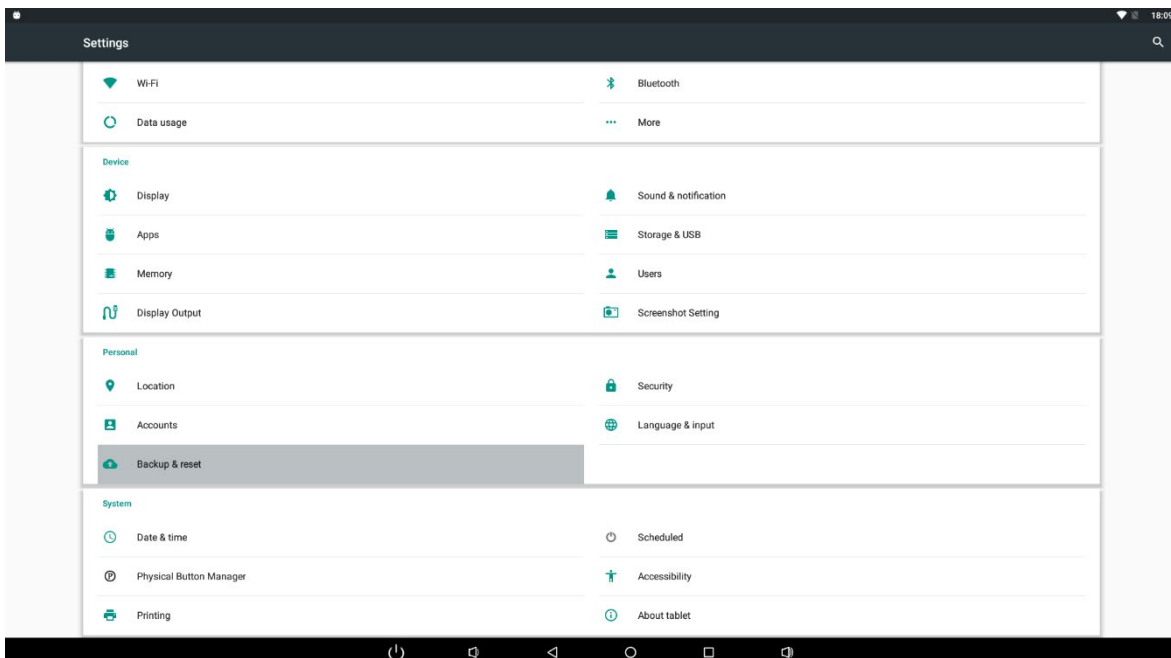 18:09
Settings
Wi-Fi
Bluetooth
Data usage
More
Device
Display
Sound & notification
Apps
Storage & USB
Memory
Users
Display Output
Screenshot Setting
Personal
Location
Security
Accounts
Language & input
Backup & reset
System
Date & time
Scheduled
Physical Button Manager
Accessibility
Printing
About tablet